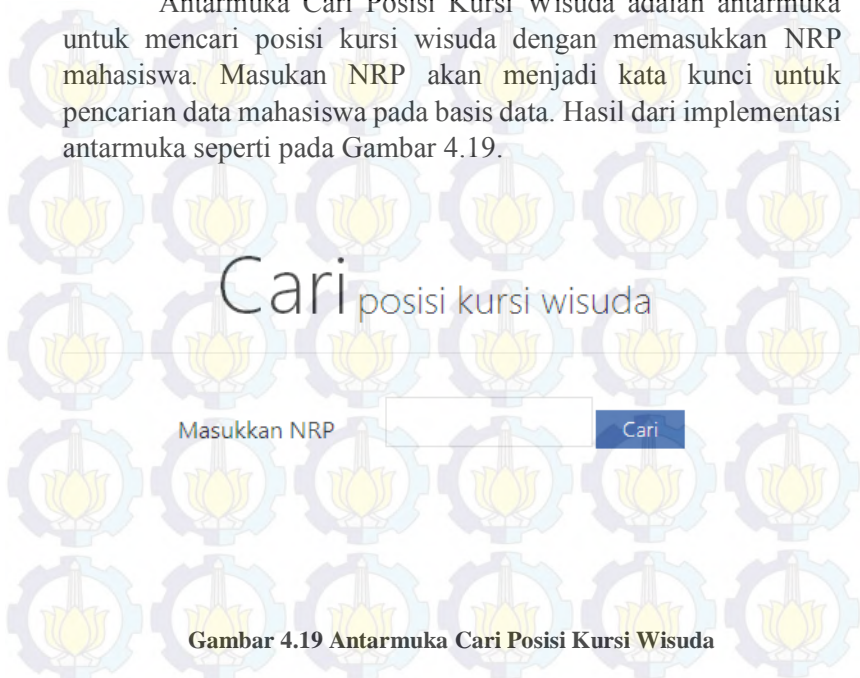 Antarmuka Cari Posisi Kursi Wisuda adalah antarmuka
untuk mencari posisi kursi wisuda dengan memasukkan NRP
mahasiswa. Masukan NRP akan menjadi kata kunci untuk
pencarian data mahasiswa pada basis data. Hasil dari implementasi
antarmuka seperti pada Gambar 4.19.
Cari posisi kursi wisuda
Masukkan NRP Cari
Gambar 4.19 Antarmuka Cari Posisi Kursi Wisuda